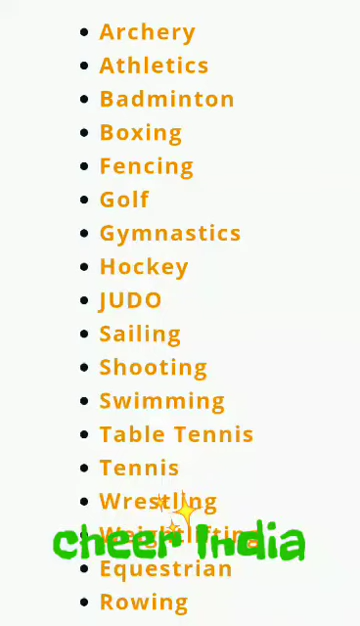 Archery
Athletics
Badminton
Boxing
Fencing
Golf
Gymnastics
Hockey
JUDO
Sailing
Shooting
Swimming
Table Tennis
Tennis
Wrestling
Weightlifting
cheer India
Equestrian
Rowing